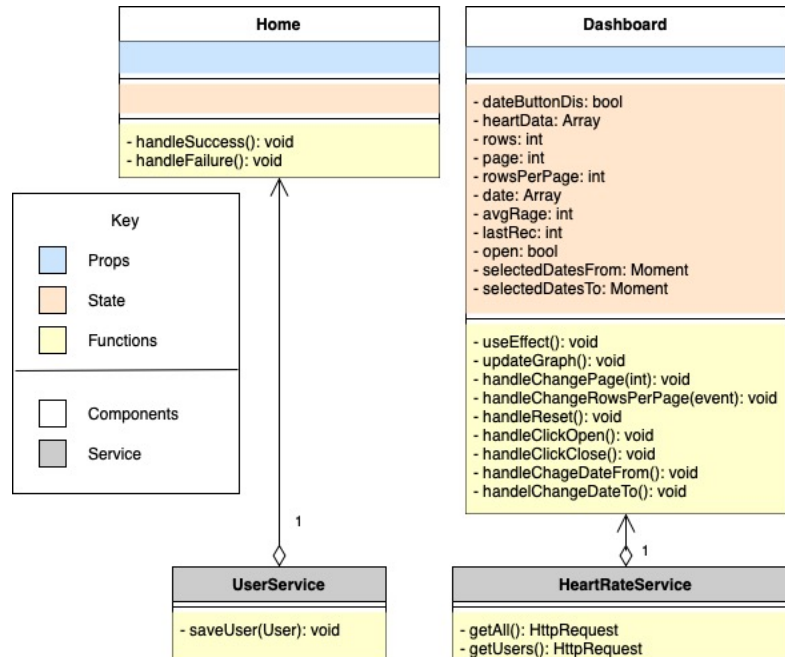 Home
- handleSuccess(): void
- handleFailure(): void
Dashboard
- dateButtonDis: bool
- heartData: Array
- rows: int
- page: int
- rowsPerPage: int
- date: Array
- avgRage: int
- lastRec: int
- open: bool
- selectedDatesFrom: Moment
- selectedDatesTo: Moment
- useEffect(): void
- updateGraph(): void
- handleChangePage(int): void
- handleChangeRowsPerPage(event): void
- handleReset(): void
- handleClickOpen(): void
- handleClickClose(): void
- handleChageDateFrom(): void
- handelChangeDateTo(): void
Key
Props
State
Functions
Components
Service
1
1
UserService
- saveUser(User): void
HeartRateService
- getAll(): HttpRequest
- getUsers(): HttpRequest